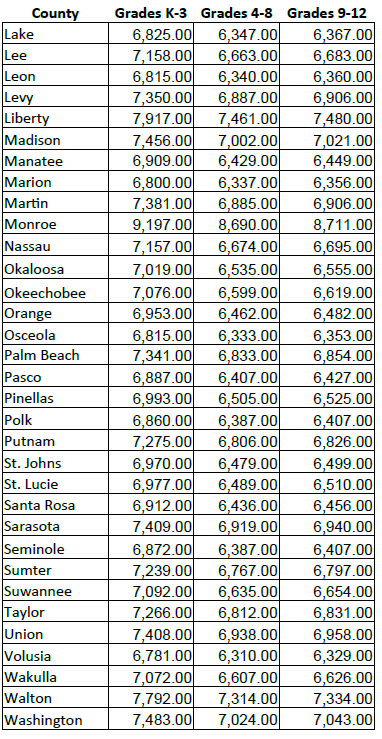 County Grades K-3 Grades 4-8 Grades 9-12
Lake 6,825.00 6,347.00 6,367.00
Lee 7,158.00 6,663.00 6,683.00
Leon 6,815.00 6,340.00 6,360.00
Levy 7,350.00 6,887.00 6,906.00
Liberty 7,917.00 7,461.00 7,480.00
Madison 7,456.00 7,002.00 7,021.00
Manatee 6,909.00 6,429.00 6,449.00
Marion 6,800.00 6,337.00 6,356.00
Martin 7,381.00 6,885.00 6,906.00
Monroe 9,197.00 8,690.00 8,711.00
Nassau 7,157.00 6,674.00 6,695.00
Okaloosa 7,019.00 6,535.00 6,555.00
Okeechobee 7,076.00 6,599.00 6,619.00
Orange 6,953.00 6,462.00 6,482.00
Osceola 6,815.00 6,333.00 6,353.00
Palm Beach 7,341.00 6,833.00 6,854.00
Pasco 6,887.00 6,407.00 6,427.00
Pinellas 6,993.00 6,505.00 6,525.00
Polk 6,860.00 6,387.00 6,407.00
Putnam 7,275.00 6,806.00 6,826.00
St. Johns 6,970.00 6,479.00 6,499.00
St. Lucie 6,977.00 6,489.00 6,510.00
Santa Rosa 6,912.00 6,436.00 6,456.00
Sarasota 7,409.00 6,919.00 6,940.00
Seminole 6,872.00 6,387.00 6,407.00
Sumter 7,239.00 6,767.00 6,797.00
Suwannee 7,092.00 6,635.00 6,654.00
Taylor 7,266.00 6,812.00 6,831.00
Union 7,408.00 6,938.00 6,958.00
Volusia 6,781.00 6,310.00 6,329.00
Wakulla 7,072.00 6,607.00 6,626.00
Walton 7,792.00 7,314.00 7,334.00
Washington 7,483.00 7,024.00 7,043.00